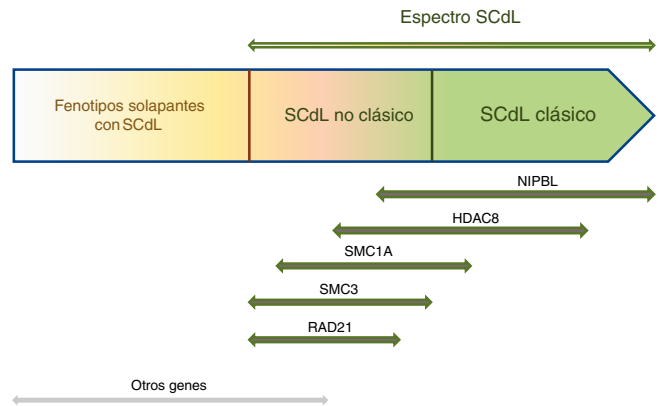 Espectro SCdL
Fenotipos solapantes
con SCdL
SCdL no clásico
SCdL clásico
NIPBL
HDAC8
SMC1A
SMC3
RAD21
Otros genes